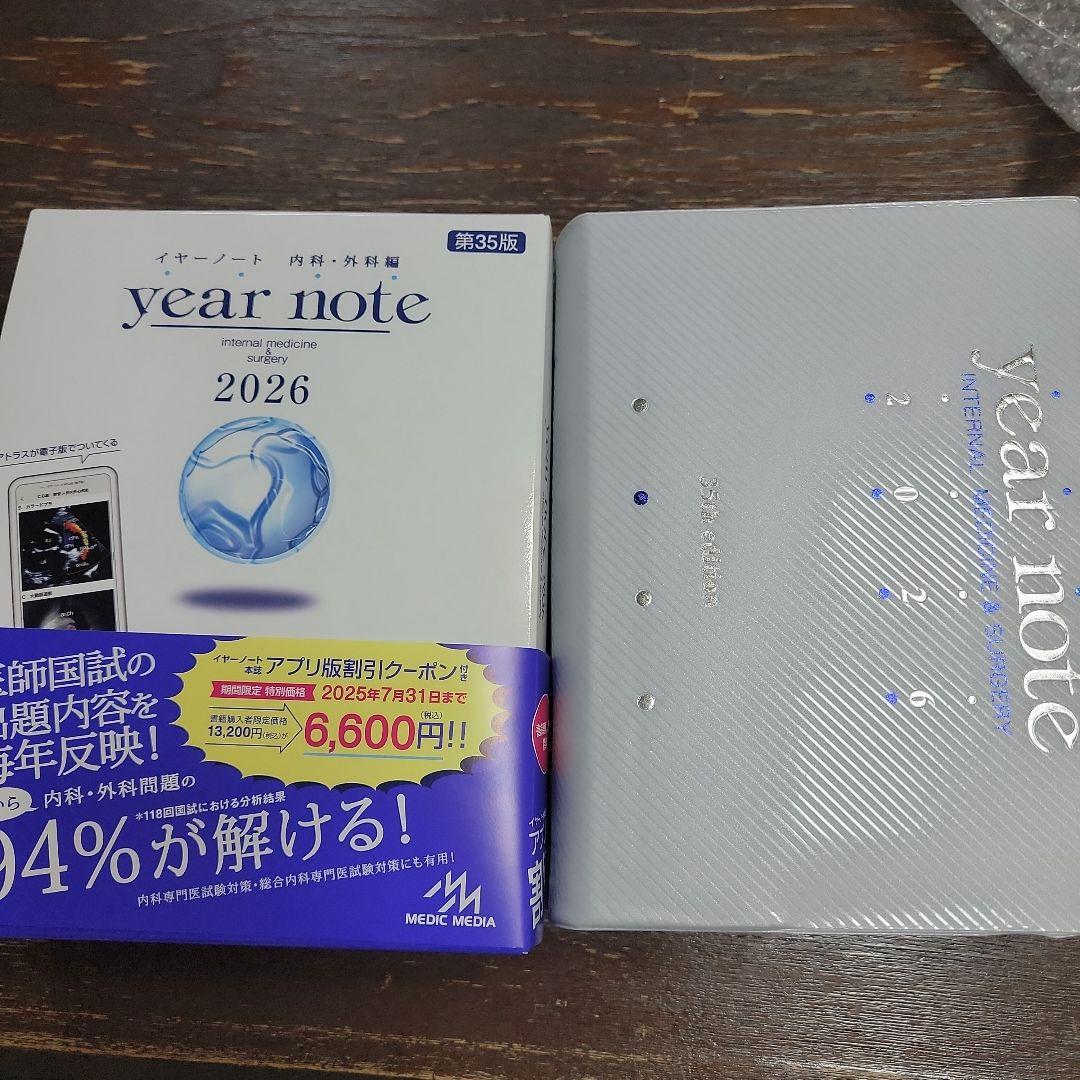 第35版
イヤーノート 内科・外科編
year note
internal medicine
&
surgery
2026
アトラスが電子版でついてくる
医師国試の
出題内容を
毎年反映!
イヤーノート
本誌
アプリ版割引クーポン付き
期間限定 特別価格 2025年7月31日まで
書籍購入者限定価格
13,200円(税込)が
6,600円!!
(税込)
から
内科・外科問題の
*118回国試における分析結果
94%が解ける!
内科専門医試験対策・総合内科専門医試験対策にも有用!
MEDIC MEDIA
year note
INTERNAL MEDICINE & SURGERY
2026
35th edition